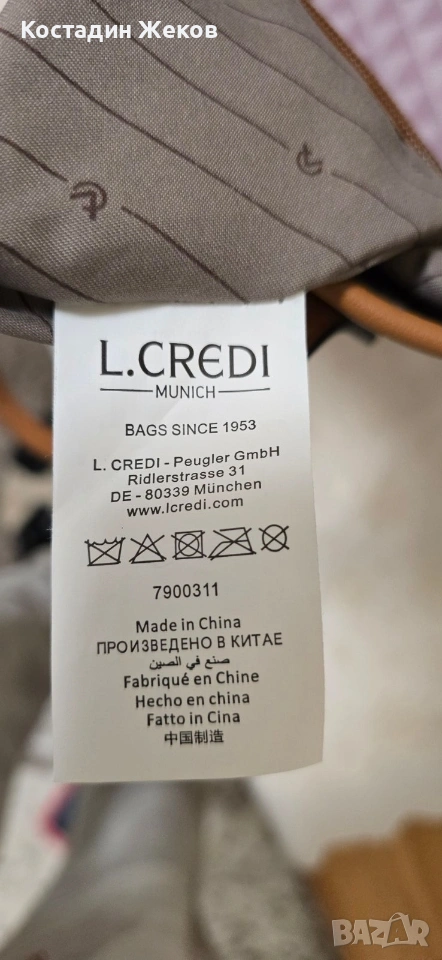 Костадин Жеков
L.CREDI
MUNICH
BAGS SINCE 1953
L. CREDI - Peugler GmbH
Ridlerstrasse 31
DE - 80339 München
www.lcredi.com
7900311
Made in China
ПРОИЗВЕДЕНО В КИТАЕ
صنع في الصين
Fabriqué en Chine
Hecho en china
Fatto in Cina
中国制造
BAZAR